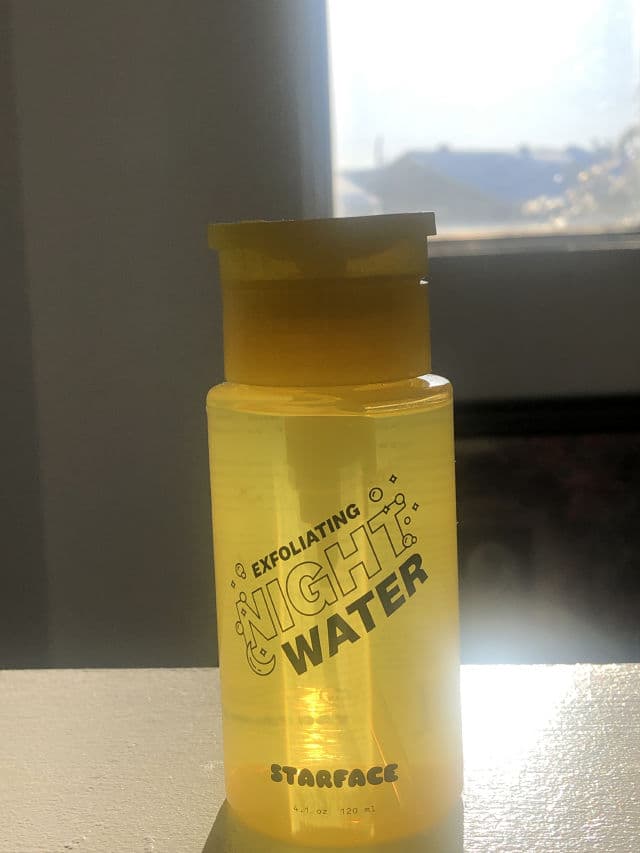 EXFOLIATING
NIGHT
WATER
STARFACE
4.1 oz 120 ml